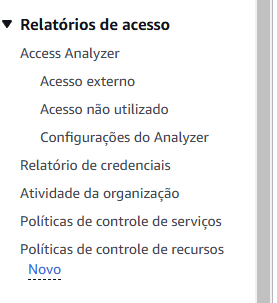 Relatórios de acesso
Access Analyzer
Acesso externo
Acesso não utilizado
Configurações do Analyzer
Relatório de credenciais
Atividade da organização
Políticas de controle de serviços
Políticas de controle de recursos
Novo